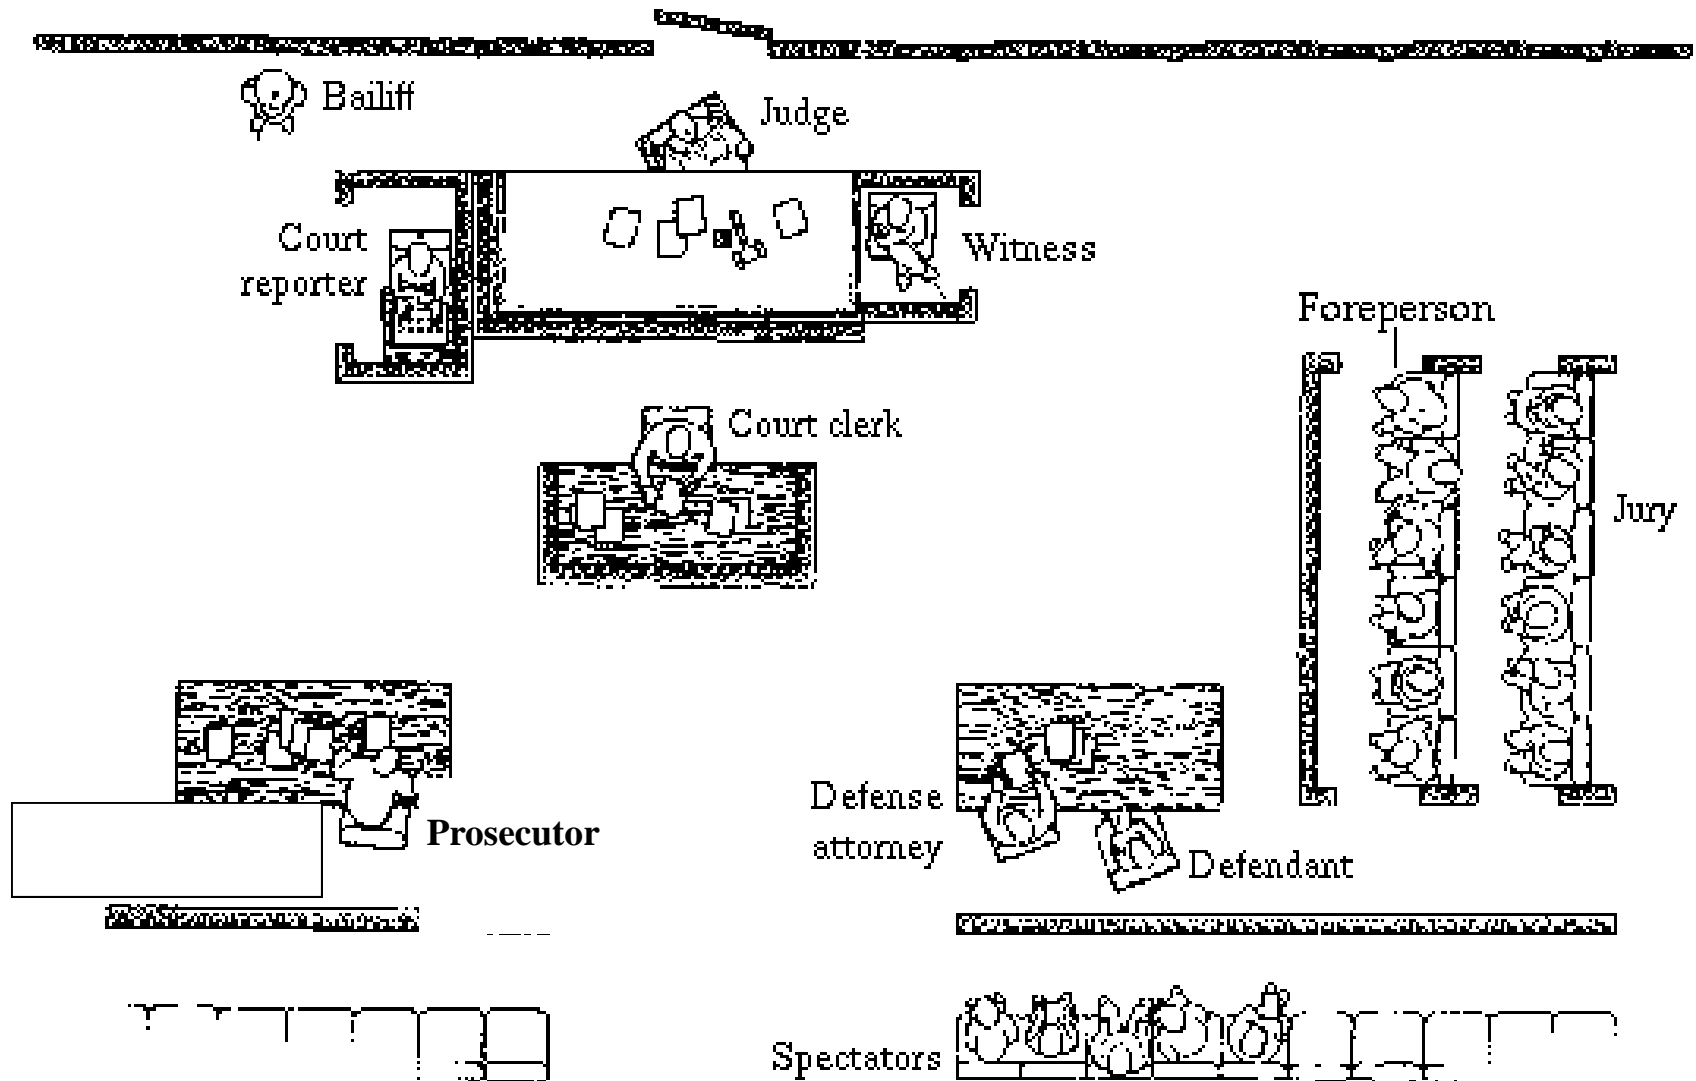 Bailiff
Judge
Court
reporter
Witness
Foreperson
Court clerk
Jury
Prosecutor
Defense
attorney
Defendant
Spectators